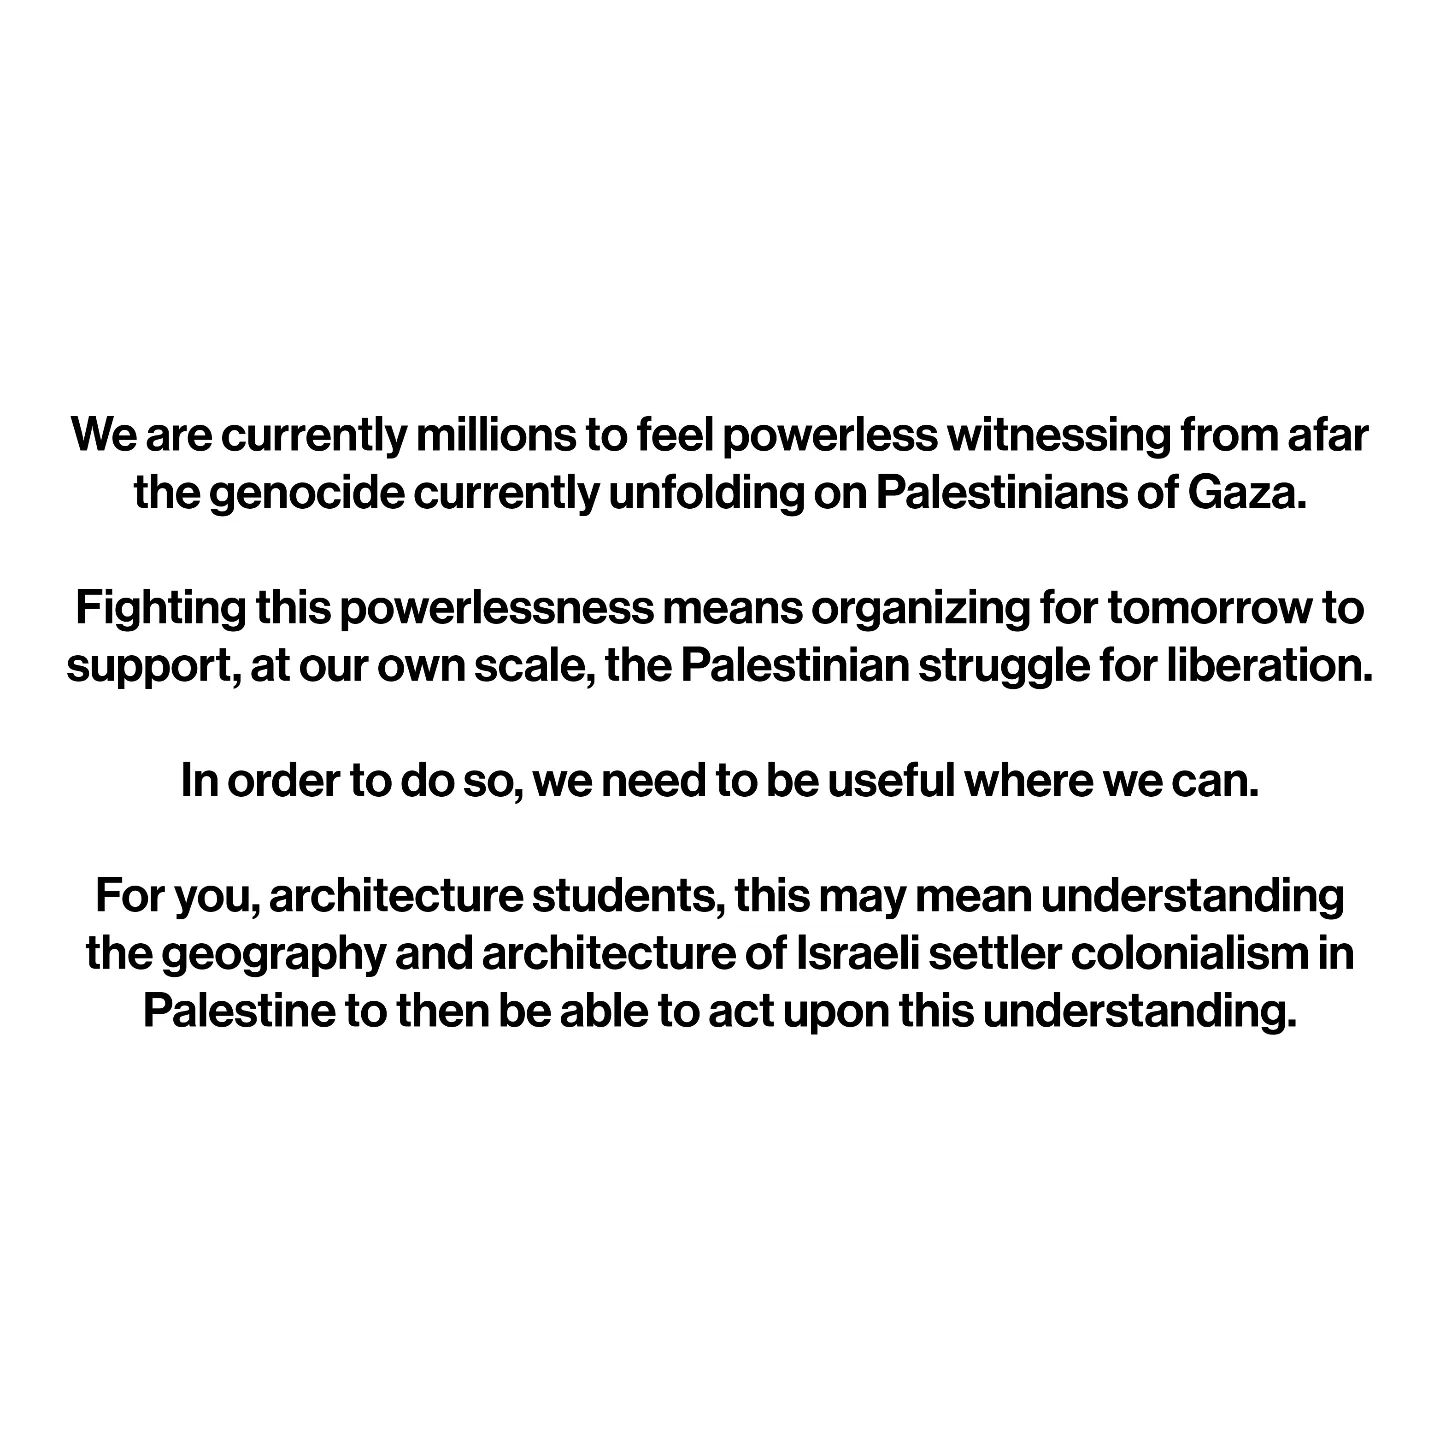 We are currently millions to feel powerless witnessing from afar
the genocide currently unfolding on Palestinians of Gaza.
Fighting this powerlessness means organizing for tomorrow to
support, at our own scale, the Palestinian struggle for liberation.
In order to do so, we need to be useful where we can.
For you, architecture students, this may mean understanding
the geography and architecture of Israeli settler colonialism in
Palestine to then be able to act upon this understanding.